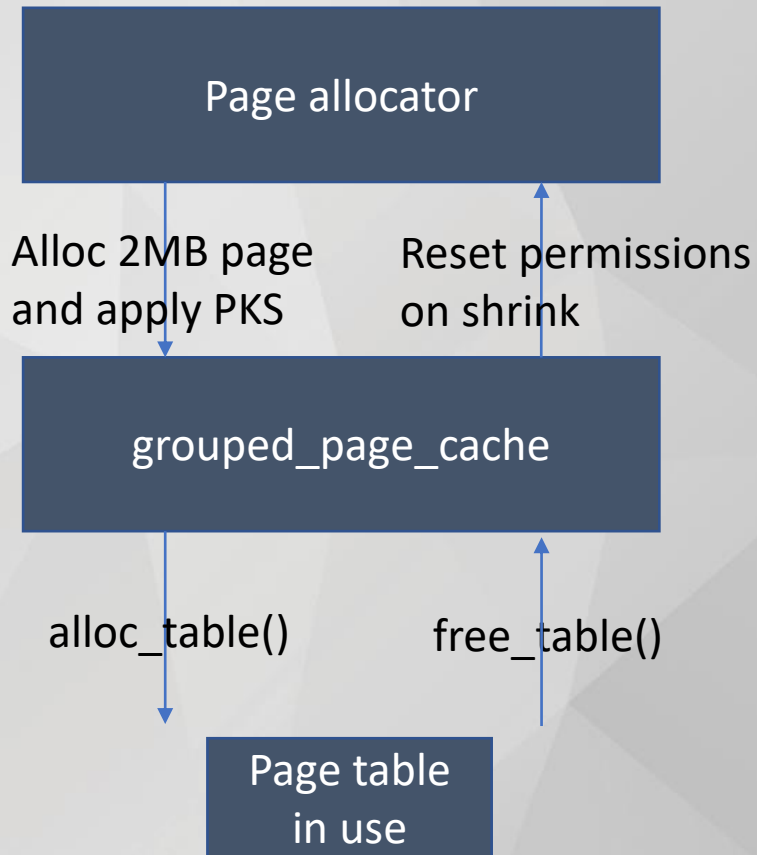 Page allocator
Alloc 2MB page
and apply PKS
Reset permissions
on shrink
grouped_page_cache
alloc_table()
free_table()
Page table
in use